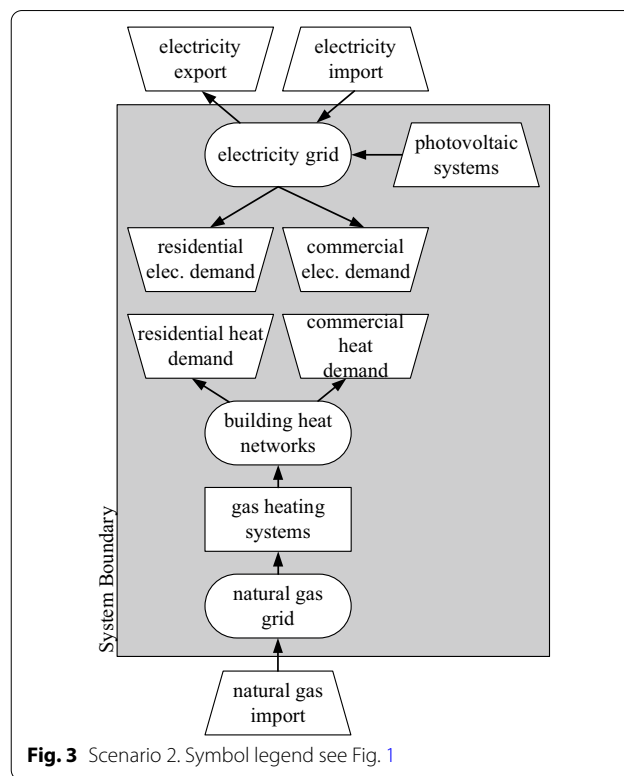 electricity
export
electricity
import
electricity grid
photovoltaic
systems
residential
elec. demand
commercial
elec. demand
residential heat
demand
commercial
heat
demand
building heat
networks
gas heating
systems
natural gas
grid
System Boundary
natural gas
import
Fig. 3 Scenario 2. Symbol legend see Fig. 1